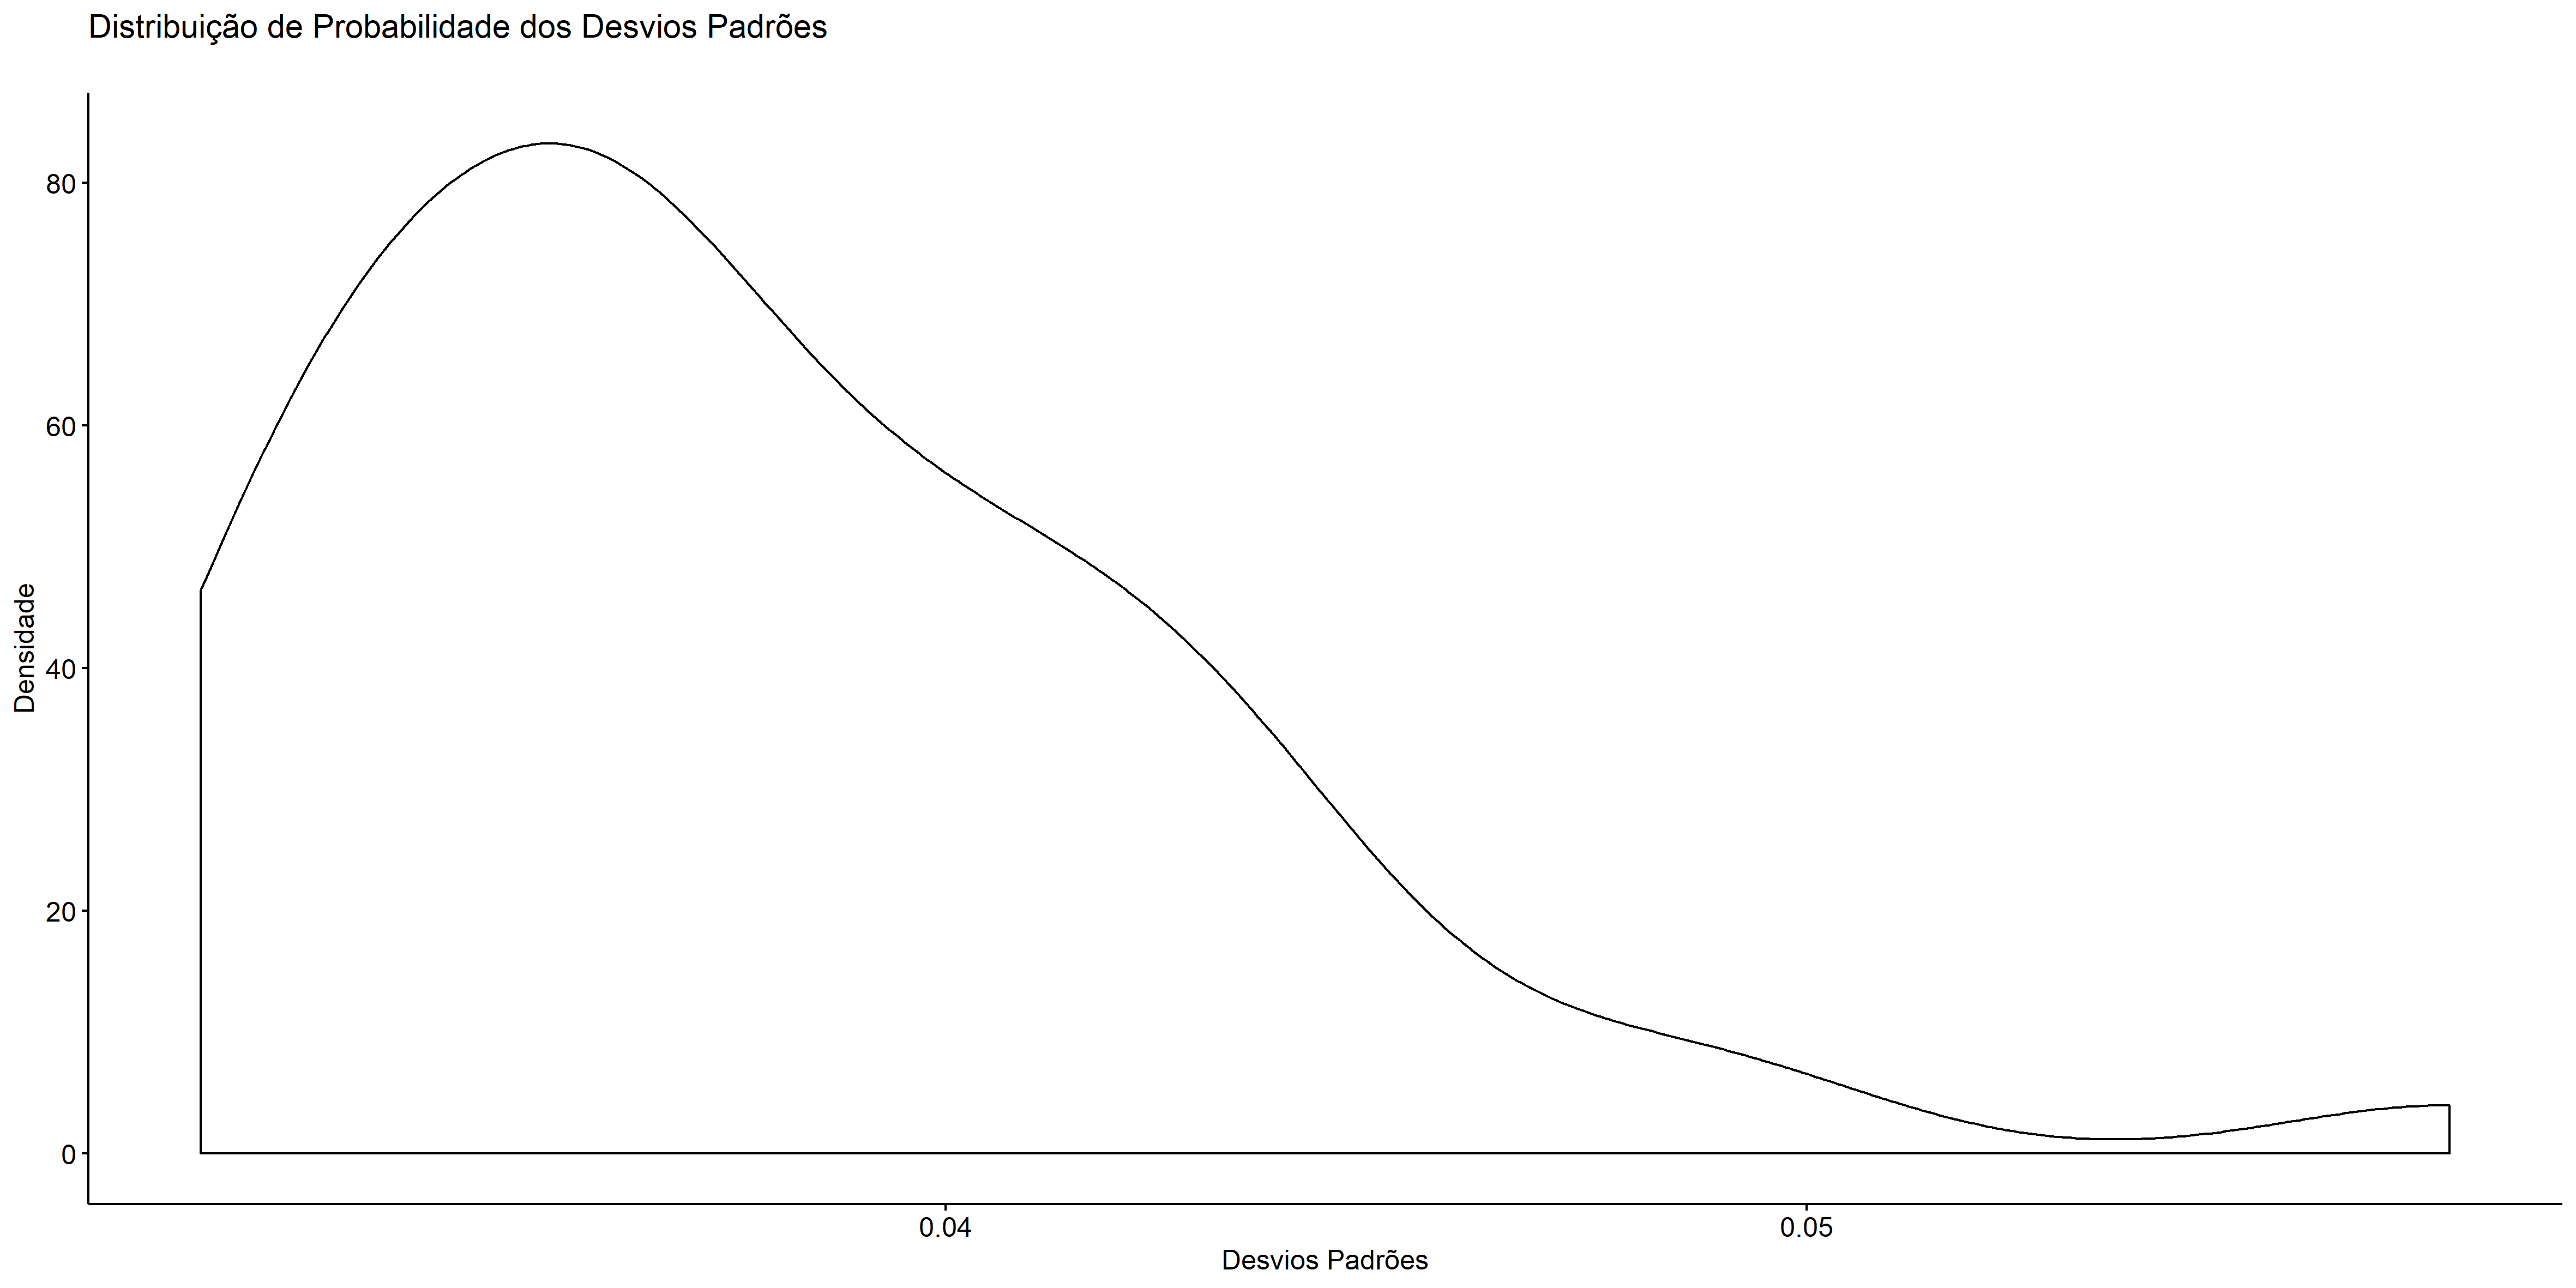 Distribuição de Probabilidade dos Desvios Padrões
Densidade
80
60
40
20
0
0.04
0.05
Desvios Padrões